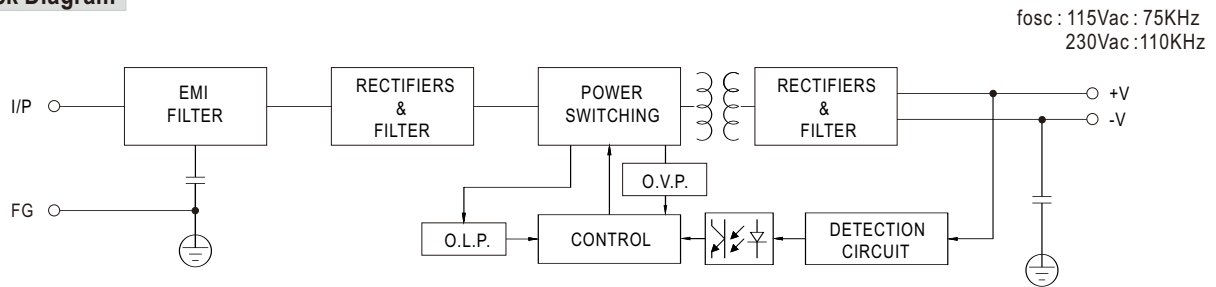 Diagram
fosc : 115Vac : 75KHz
230Vac :110KHz
I/P
EMI
FILTER
RECTIFIERS
&
FILTER
POWER
SWITCHING
RECTIFIERS
&
FILTER
+V
-V
O.V.P.
FG
O.L.P.
CONTROL
DETECTION
CIRCUIT